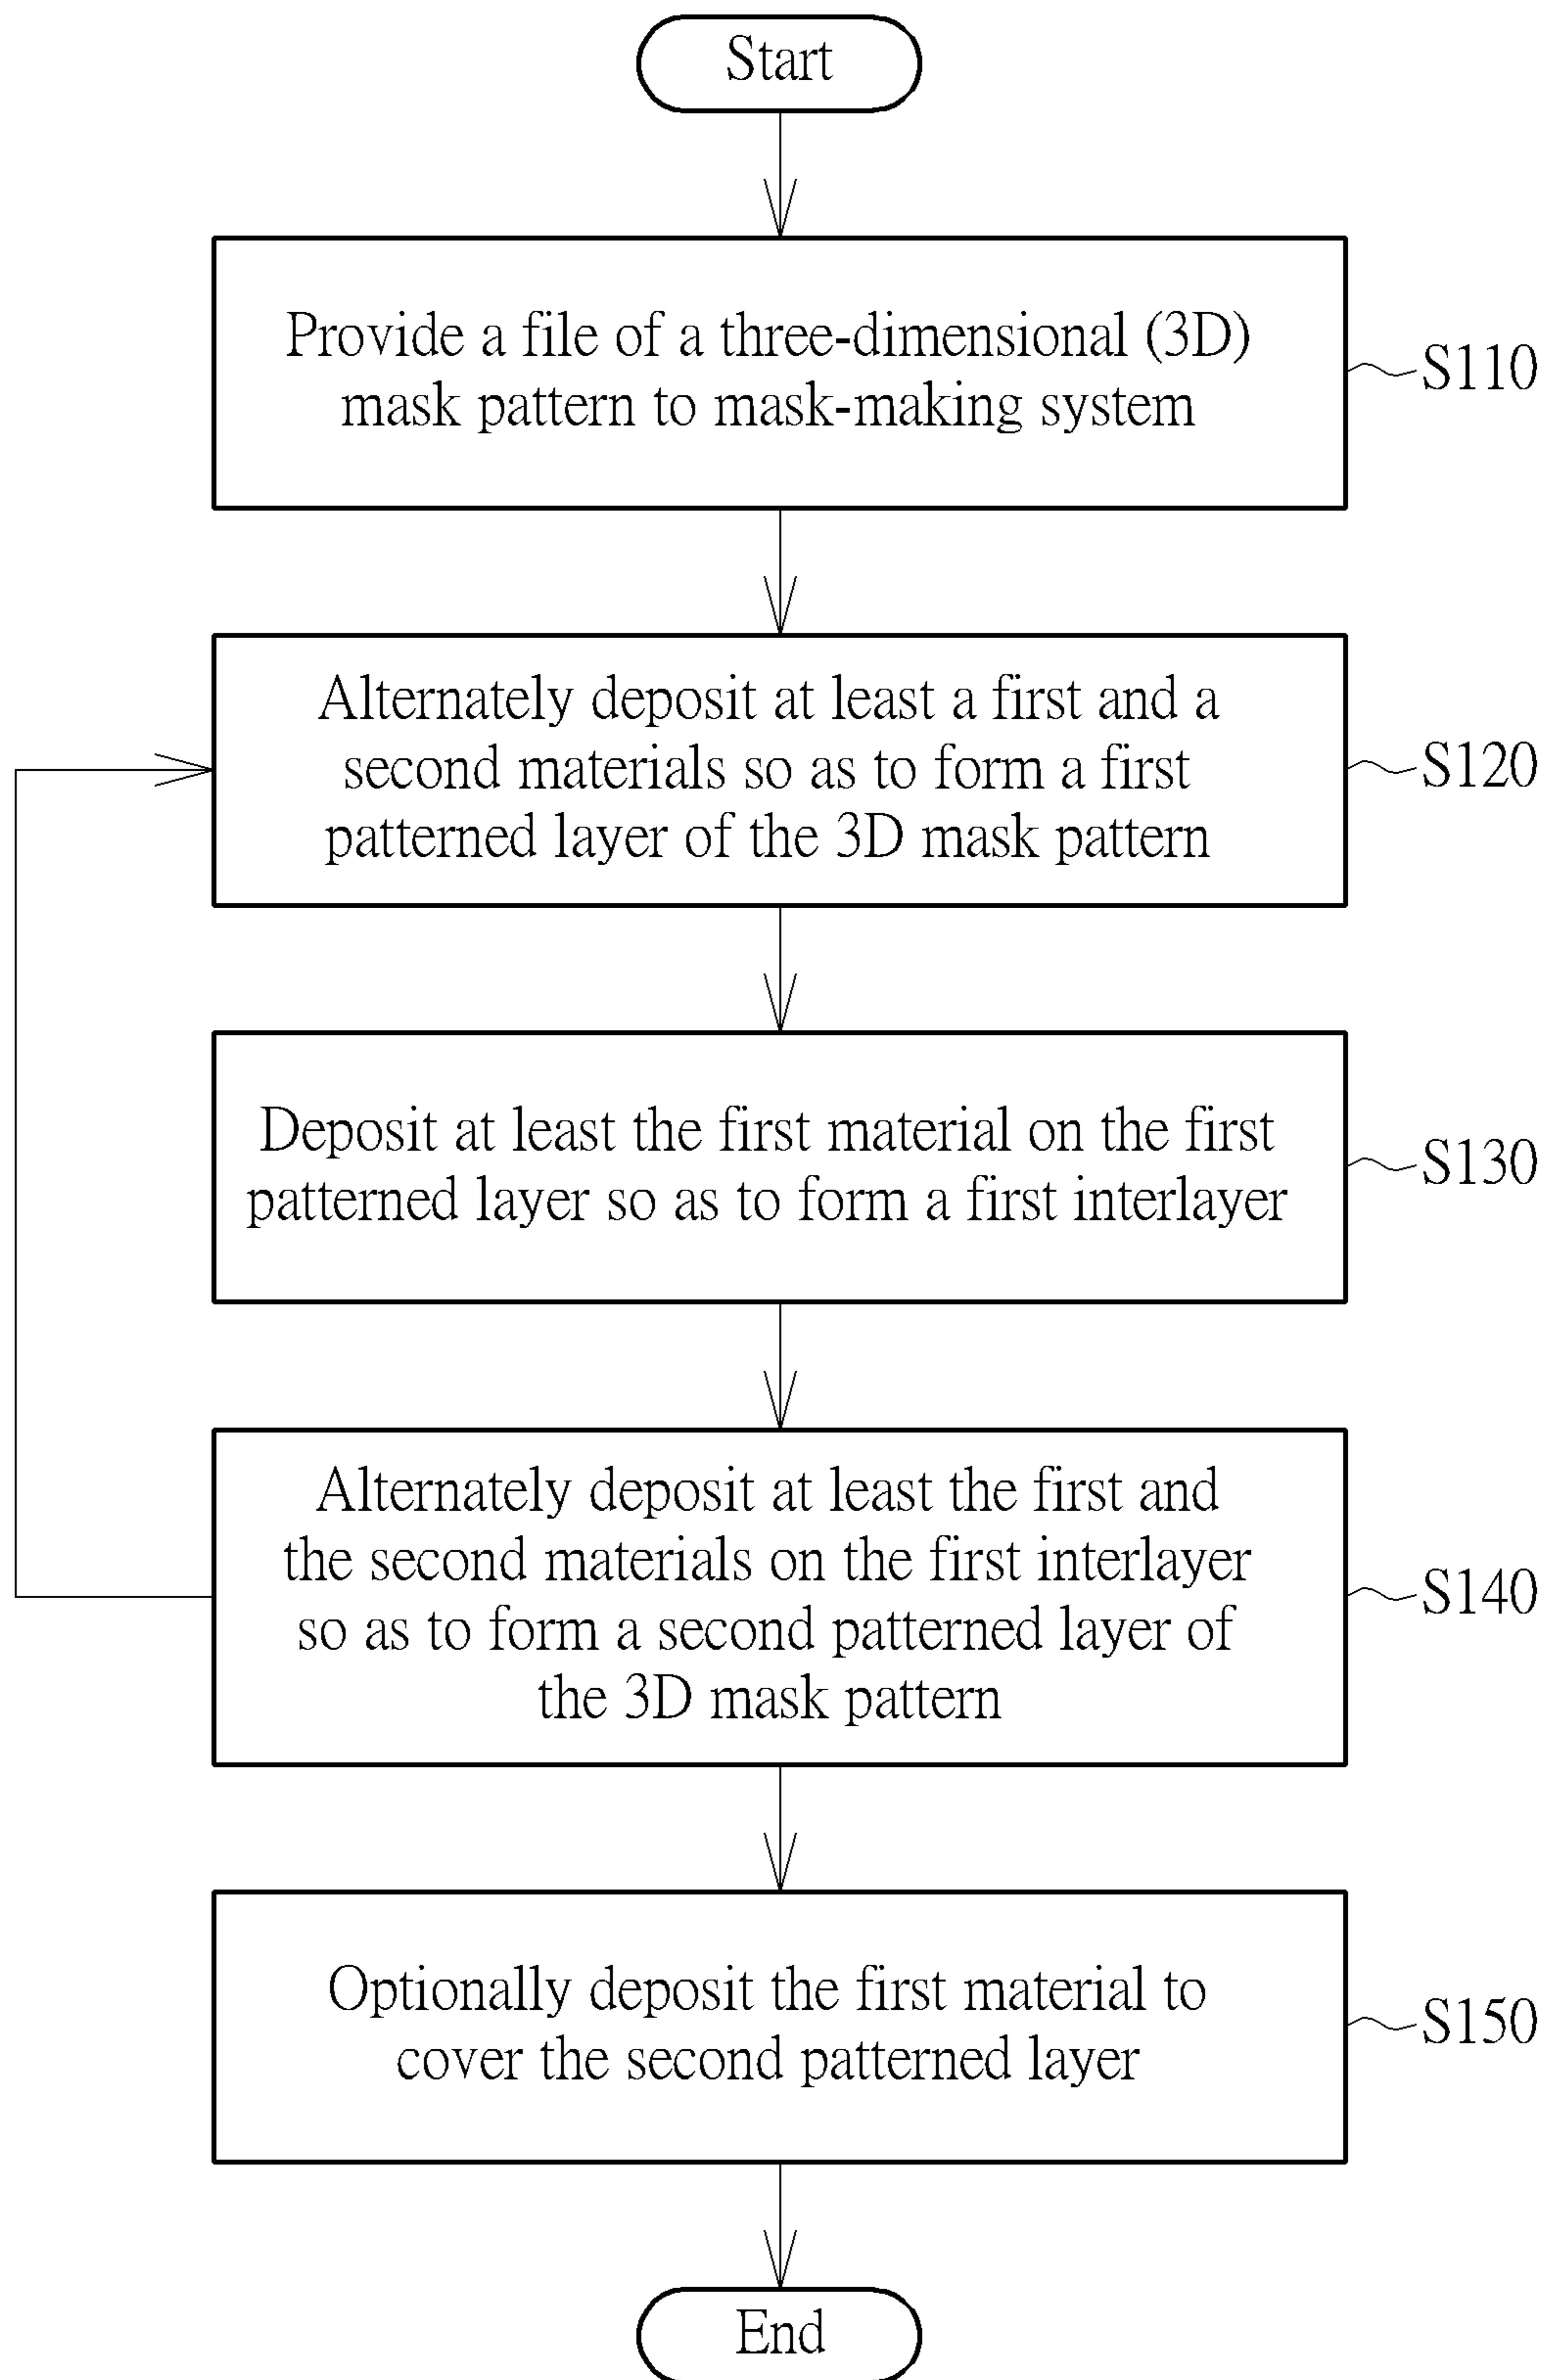 Start
Provide a file of a three-dimensional (3D)
mask pattern to mask-making system
S110
Alternately deposit at least a first and a
second materials so as to form a first
patterned layer of the 3D mask pattern
S120
Deposit at least the first material on the first
patterned layer so as to form a first interlayer
S130
Alternately deposit at least the first and
the second materials on the first interlayer
so as to form a second patterned layer of
the 3D mask pattern
S140
Optionally deposit the first material to
cover the second patterned layer
S150
End